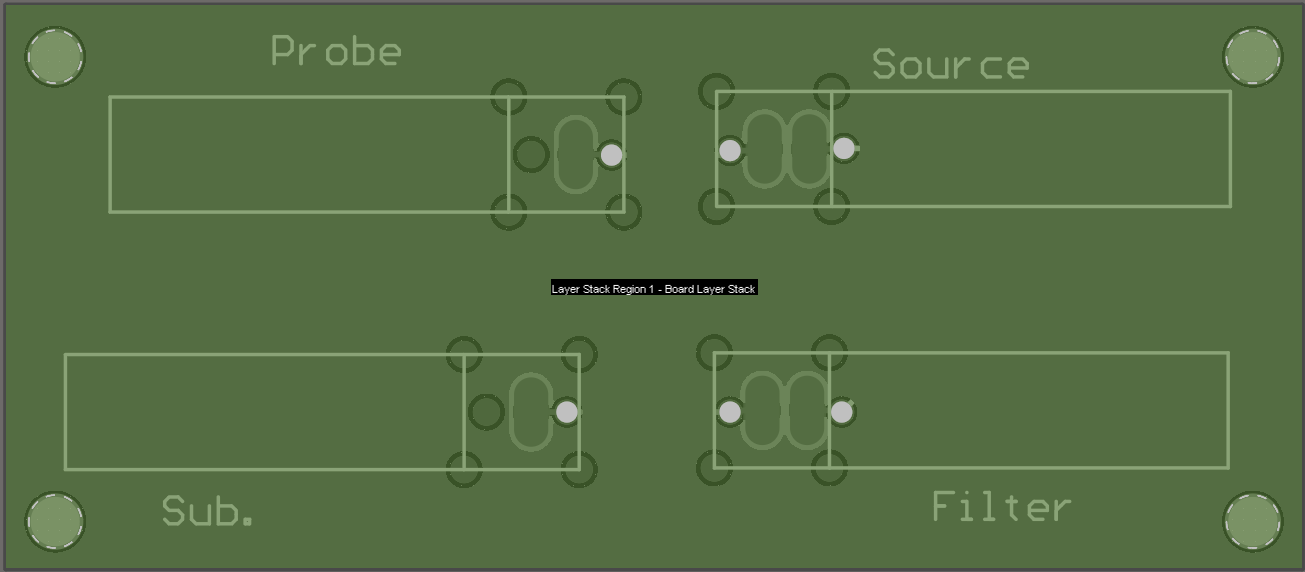 Probe
Source
Layer Stack Region 1 - Board Layer Stack
Sub.
Filter